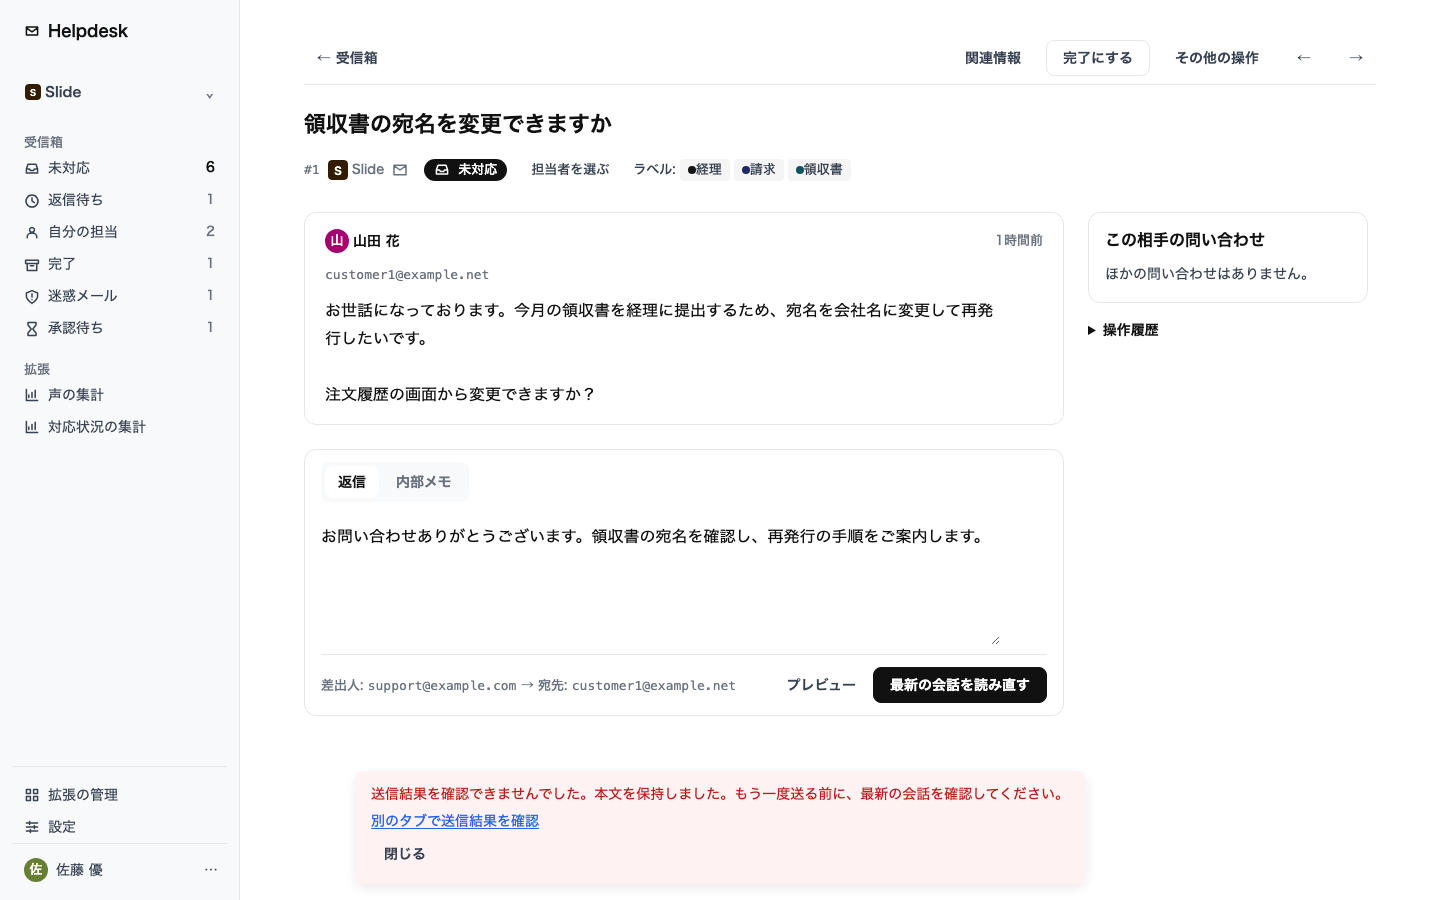 Helpdesk
S Slide
受信箱
未対応 6
返信待ち 1
自分の担当 2
完了 1
迷惑メール 1
承認待ち 1
拡張
声の集計
対応状況の集計
拡張の管理
設定
佐 佐藤 優 …
← 受信箱
関連情報 完了にする その他の操作 ← →
領収書の宛名を変更できますか
#1 S Slide 未対応 担当者を選ぶ ラベル: 経理 請求 領収書
山 山田 花 1時間前
customer1@example.net
お世話になっております。今月の領収書を経理に提出するため、宛名を会社名に変更して再発
行したいです。
注文履歴の画面から変更できますか？
返信 内部メモ
お問い合わせありがとうございます。領収書の宛名を確認し、再発行の手順をご案内します。
差出人: support@example.com → 宛先: customer1@example.net プレビュー 最新の会話を読み直す
この相手の問い合わせ
ほかの問い合わせはありません。
▶ 操作履歴
送信結果を確認できませんでした。本文を保持しました。もう一度送る前に、最新の会話を確認してください。
別のタブで送信結果を確認
閉じる